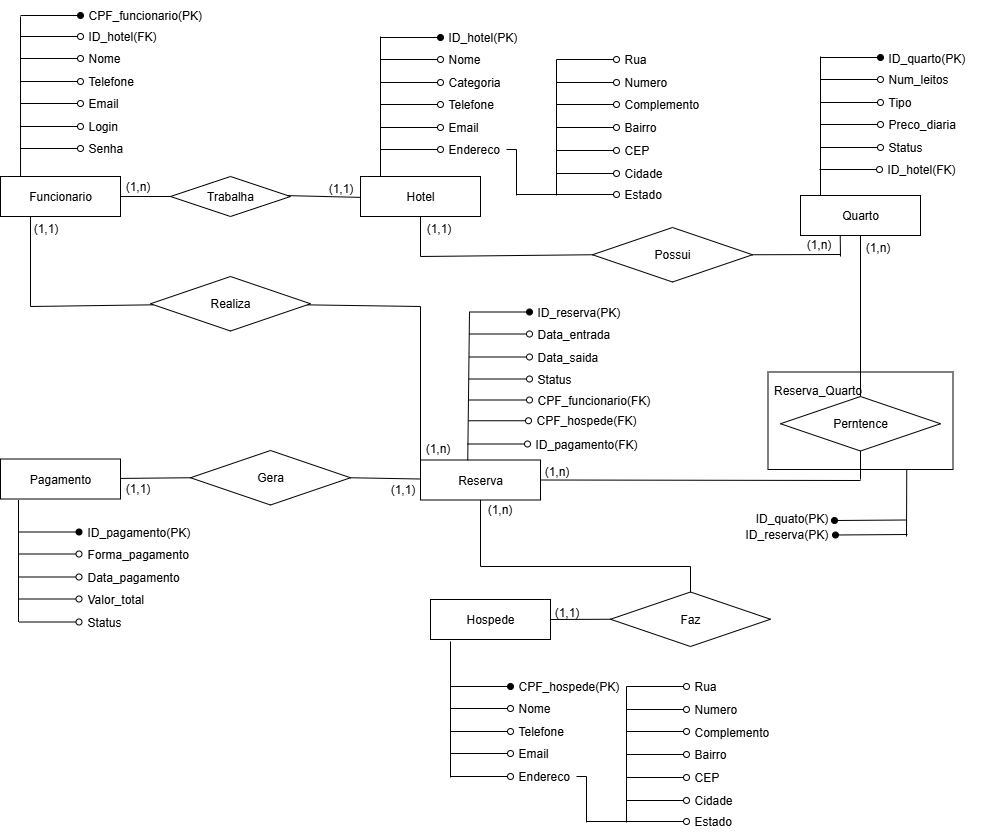 CPF_funcionario(PK)
ID_hotel(FK)
Nome
Telefone
Email
Login
Senha
Funcionario
(1,n)
Trabalha
(1,1)
(1,1)
ID_hotel(PK)
Nome
Categoria
Telefone
Email
Endereco
Rua
Numero
Complemento
Bairro
CEP
Cidade
Estado
Hotel
(1,1)
Possui
(1,n)
ID_quarto(PK)
Num_leitos
Tipo
Preco_diaria
Status
ID_hotel(FK)
Quarto
(1,n)
Realiza
(1,n)
ID_reserva(PK)
Data_entrada
Data_saida
Status
CPF_funcionario(FK)
CPF_hospede(FK)
ID_pagamento(FK)
Reserva
(1,n)
Reserva_Quarto
Perntence
ID_quato(PK)
ID_reserva(PK)
Pagamento
(1,1)
Gera
(1,1)
ID_pagamento(PK)
Forma_pagamento
Data_pagamento
Valor_total
Status
(1,n)
Hospede
(1,1)
Faz
CPF_hospede(PK)
Nome
Telefone
Email
Endereco
Rua
Numero
Complemento
Bairro
CEP
Cidade
Estado